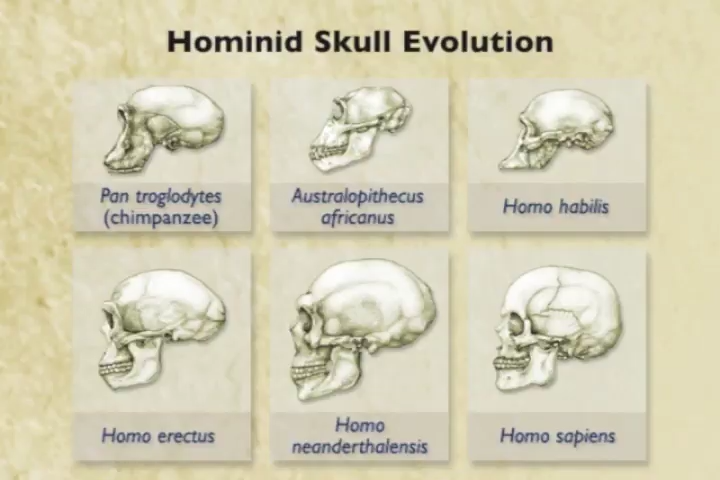 Hominid Skull Evolution
Pan troglodytes
(chimpanzee)
Australopithecus
africanus
Homo habilis
Homo erectus
Homo
neanderthalensis
Homo sapiens